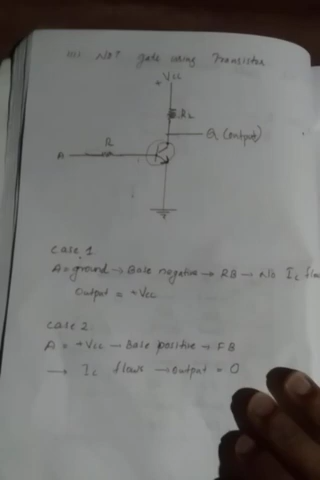 iii) NOT gate using Transistor
+Vcc
RL
Q (output)
R
A
Case 1.
A = ground → Base negative → RB → No Ic flow
Output = +Vcc
Case 2.
A = +Vcc → Base positive → FB
→ Ic flows → output = 0